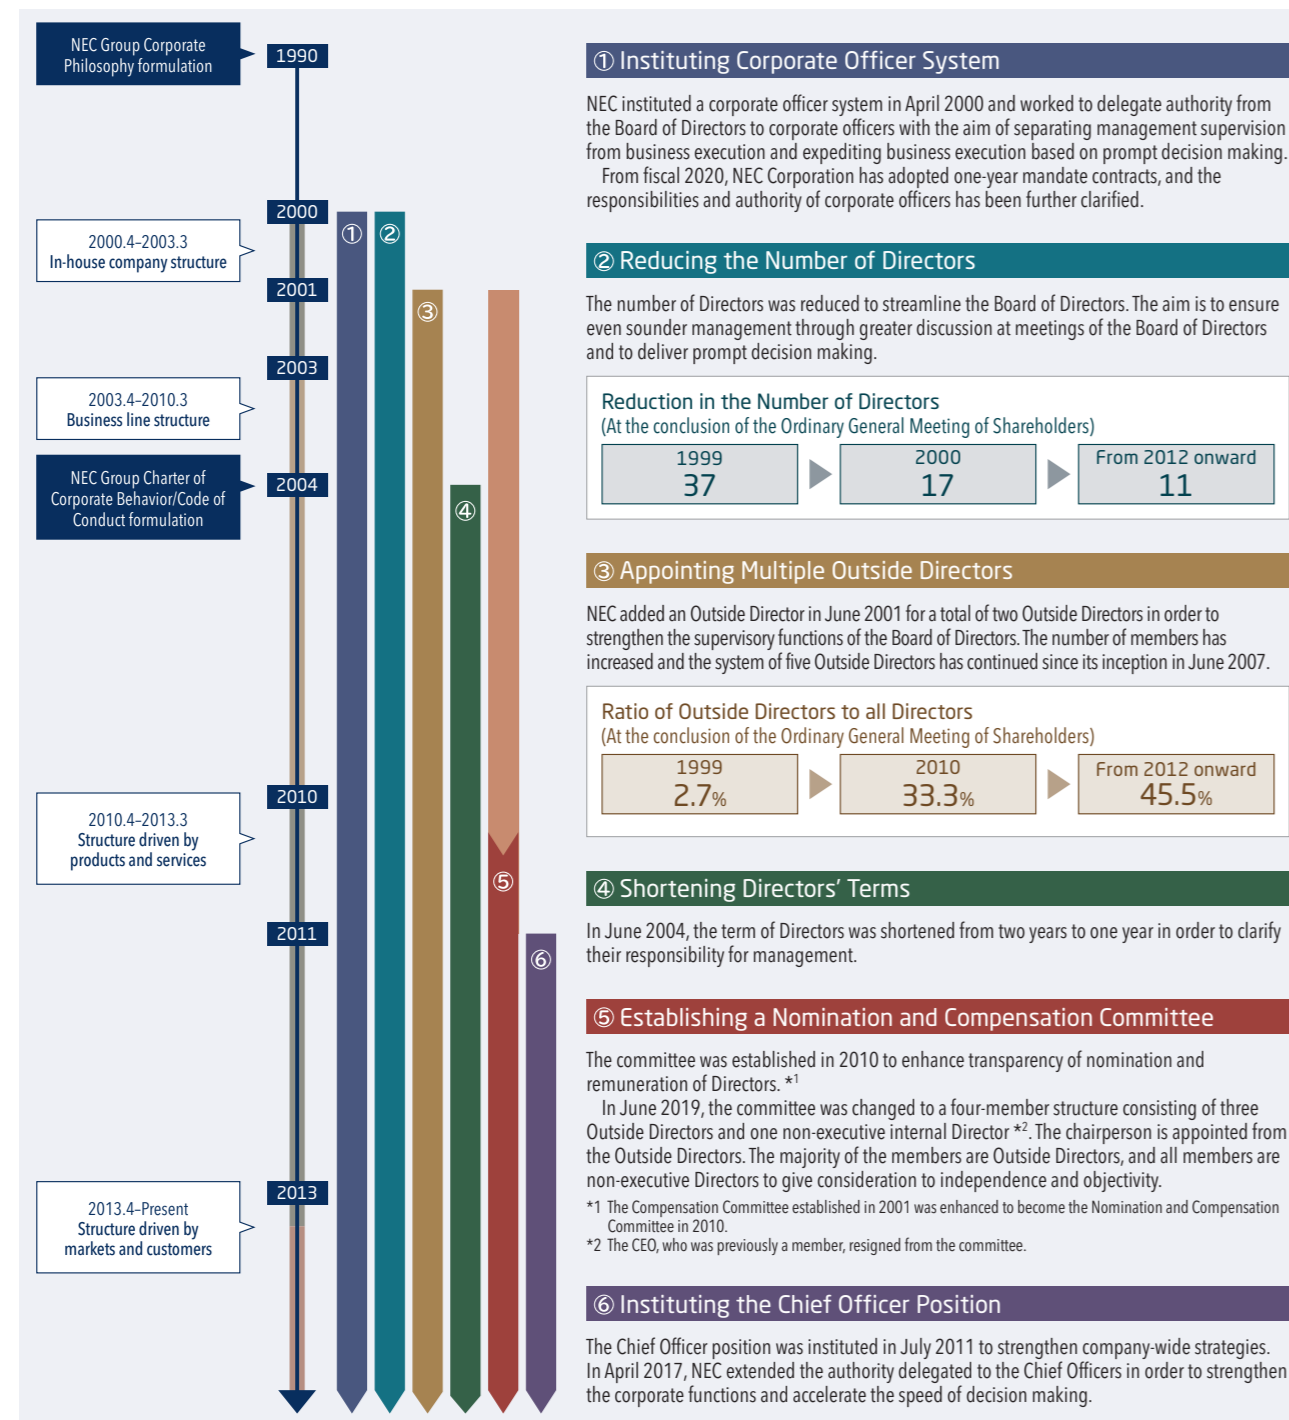 NEC Group Corporate
Philosophy formulation
1990
2000
2000.4–2003.3
In-house company structure
2001
2003
2003.4–2010.3
Business line structure
NEC Group Charter of
Corporate Behavior/Code of
Conduct formulation
2004
2010
2010.4–2013.3
Structure driven by
products and services
2011
2013
2013.4–Present
Structure driven by
markets and customers
①
②
③
④
⑤
⑥
① Instituting Corporate Officer System
NEC instituted a corporate officer system in April 2000 and worked to delegate authority from
the Board of Directors to corporate officers with the aim of separating management supervision
from business execution and expediting business execution based on prompt decision making.
From fiscal 2020, NEC Corporation has adopted one-year mandate contracts, and the
responsibilities and authority of corporate officers has been further clarified.
② Reducing the Number of Directors
The number of Directors was reduced to streamline the Board of Directors. The aim is to ensure
even sounder management through greater discussion at meetings of the Board of Directors
and to deliver prompt decision making.
Reduction in the Number of Directors
(At the conclusion of the Ordinary General Meeting of Shareholders)
1999
37
2000
17
From 2012 onward
11
③ Appointing Multiple Outside Directors
NEC added an Outside Director in June 2001 for a total of two Outside Directors in order to
strengthen the supervisory functions of the Board of Directors. The number of members has
increased and the system of five Outside Directors has continued since its inception in June 2007.
Ratio of Outside Directors to all Directors
(At the conclusion of the Ordinary General Meeting of Shareholders)
1999
2.7%
2010
33.3%
From 2012 onward
45.5%
④ Shortening Directors' Terms
In June 2004, the term of Directors was shortened from two years to one year in order to clarify
their responsibility for management.
⑤ Establishing a Nomination and Compensation Committee
The committee was established in 2010 to enhance transparency of nomination and
remuneration of Directors. *1
In June 2019, the committee was changed to a four-member structure consisting of three
Outside Directors and one non-executive internal Director *2. The chairperson is appointed from
the Outside Directors. The majority of the members are Outside Directors, and all members are
non-executive Directors to give consideration to independence and objectivity.
*1 The Compensation Committee established in 2001 was enhanced to become the Nomination and Compensation
Committee in 2010.
*2 The CEO, who was previously a member, resigned from the committee.
⑥ Instituting the Chief Officer Position
The Chief Officer position was instituted in July 2011 to strengthen company-wide strategies.
In April 2017, NEC extended the authority delegated to the Chief Officers in order to strengthen
the corporate functions and accelerate the speed of decision making.